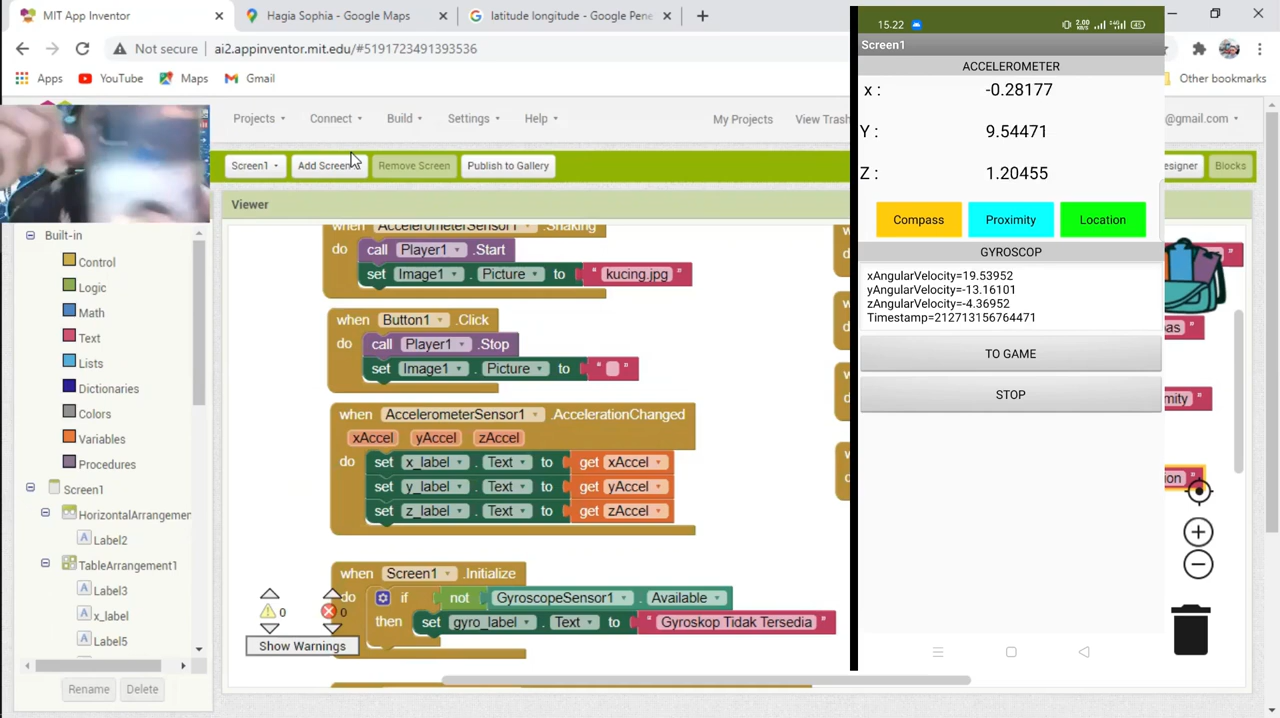 MIT App Inventor
Hagia Sophia - Google Maps
latitude longitude - Google Pene
Not secure
ai2.appinventor.mit.edu/#5191723491393536
Apps
YouTube
Maps
Gmail
Other bookmarks
Projects
Connect
Build
Settings
Help
My Projects
View Trash
@gmail.com
Screen1
Add Screen
Remove Screen
Publish to Gallery
Designer
Blocks
Viewer
Built-in
Control
Logic
Math
Text
Lists
Dictionaries
Colors
Variables
Procedures
Screen1
HorizontalArrangemen
Label2
TableArrangement1
Label3
x_label
Label5
Rename
Delete
when AccelerometerSensor1 .Shaking
do call Player1 .Start
set Image1 . Picture to " kucing.jpg "
when Button1 .Click
do call Player1 .Stop
set Image1 . Picture to " "
when AccelerometerSensor1 .AccelerationChanged
xAccel yAccel zAccel
do set x_label . Text to get xAccel
set y_label . Text to get yAccel
set z_label . Text to get zAccel
when Screen1 .Initialize
do if not GyroscopeSensor1 . Available
then set gyro_label . Text to " Gyroskop Tidak Tersedia "
0 0
Show Warnings
15.22
2,00 KB/S
45
Screen1
ACCELEROMETER
x : -0.28177
Y : 9.54471
Z : 1.20455
Compass
Proximity
Location
GYROSCOP
xAngularVelocity=19.53952
yAngularVelocity=-13.16101
zAngularVelocity=-4.36952
Timestamp=212713156764471
TO GAME
STOP